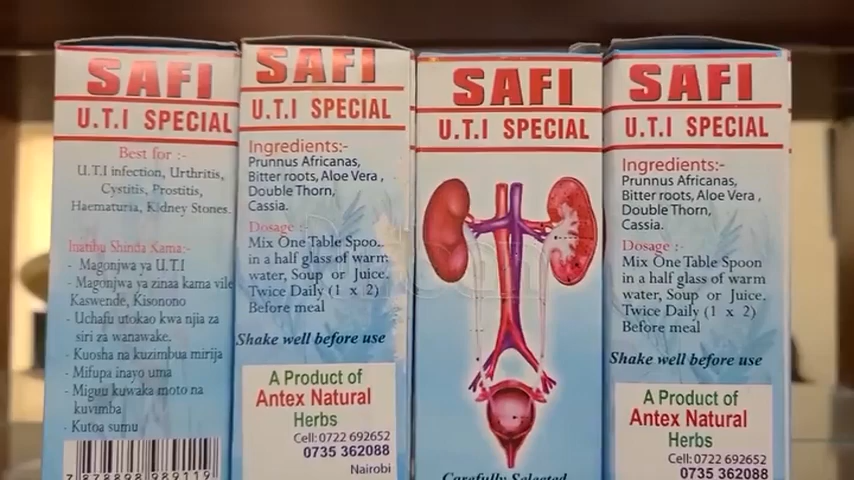 SAFI
U.T.I SPECIAL
Best for :-
U.T.I infection, Urthritis,
Cystitis, Prostitis,
Haematuria, Kidney Stones.
Inatibu Shinda Kama:-
- Magonjwa ya U.T.I
- Magonjwa ya zinaa kama vile
Kaswende, Kisonono
- Uchafu utokao kwa njia za
siri za wanawake.
- Kuosha na kuzimbua mirija
- Mifupa inayo uma
- Miguu kuwaka moto na
kuvimba
- Kutoa sumu
7 878898 989119
SAFI
U.T.I SPECIAL
Ingredients:-
Prunnus Africanas,
Bitter roots, Aloe Vera ,
Double Thorn,
Cassia.
Dosage :-
Mix One Table Spoo
in a half glass of warm
water, Soup or Juice.
Twice Daily (1 x 2)
Before meal
Shake well before use
A Product of
Antex Natural
Herbs
Cell: 0722 692652
0735 362088
Nairobi
SAFI
U.T.I SPECIAL
Carefully Selected
SAFI
U.T.I SPECIAL
Ingredients:-
Prunnus Africanas,
Bitter roots, Aloe Vera ,
Double Thorn,
Cassia.
Dosage :-
Mix One Table Spoon
in a half glass of warm
water, Soup or Juice.
Twice Daily (1 x 2)
Before meal
Shake well before use
A Product of
Antex Natural
Herbs
Cell: 0722 692652
0735 362088